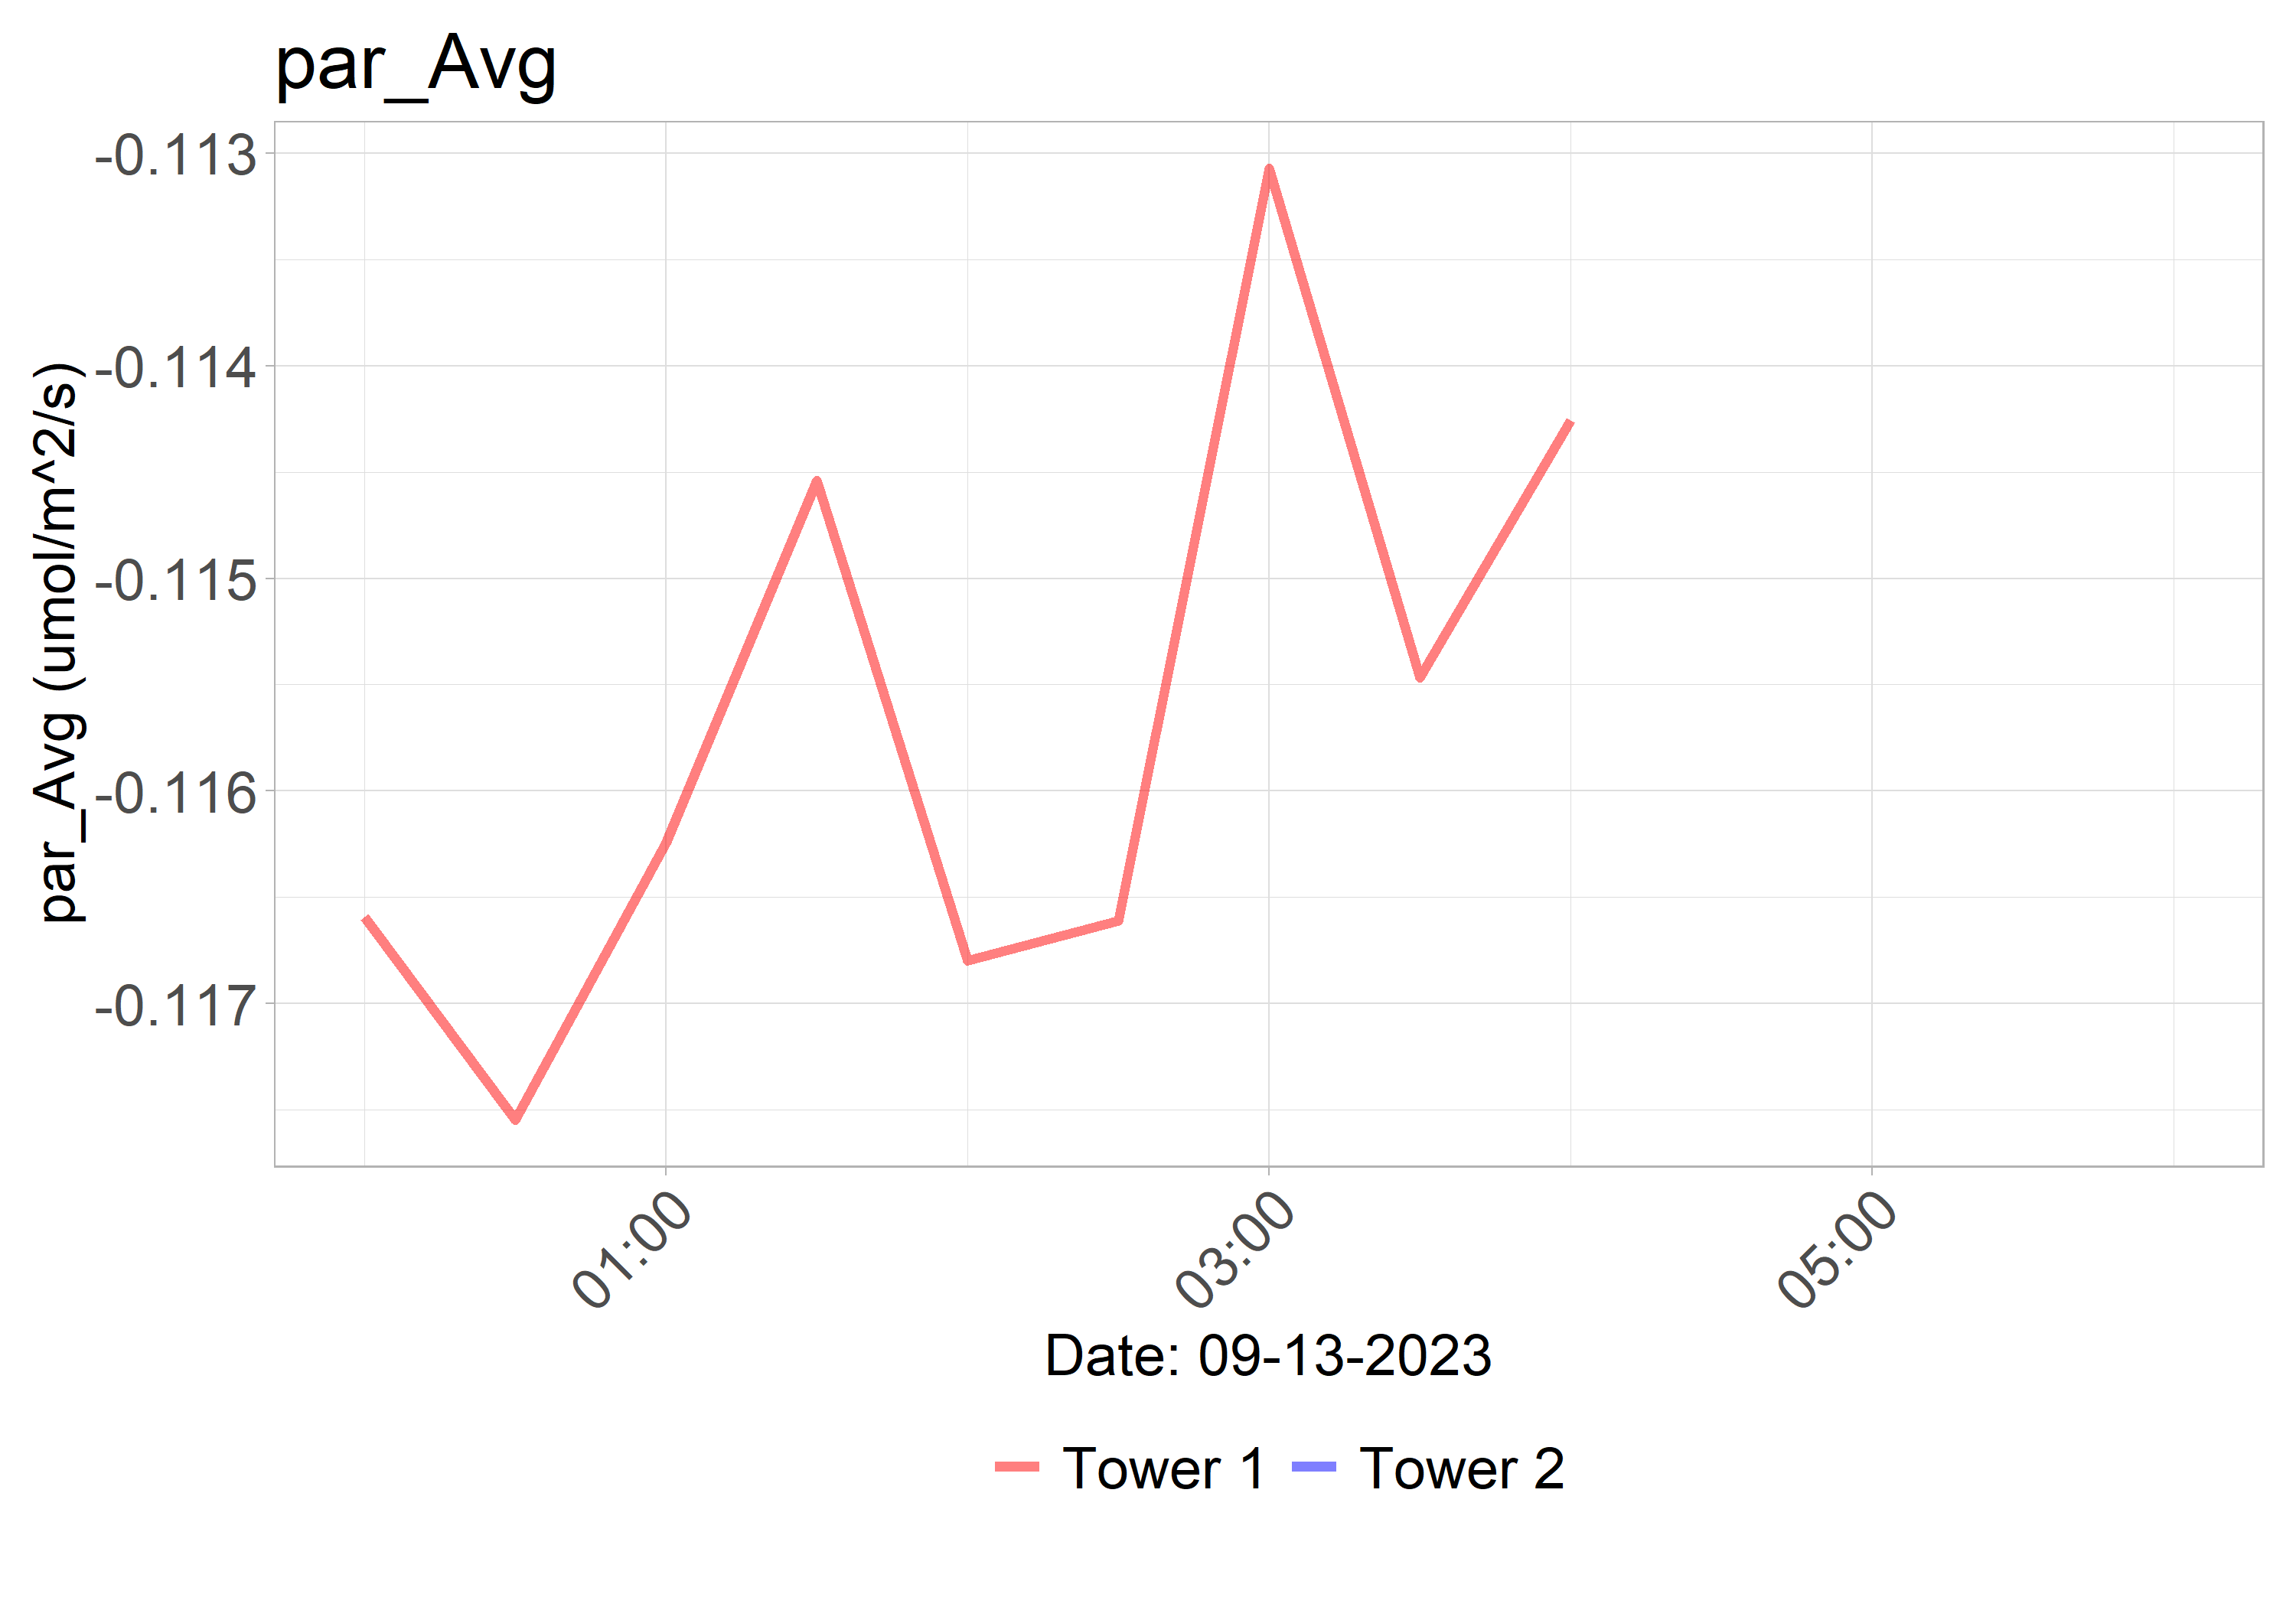 par_Avg
par_Avg (umol/m^2/s)
-0.113
-0.114
-0.115
-0.116
-0.117
01:00
03:00
05:00
Date: 09-13-2023
Tower 1
Tower 2